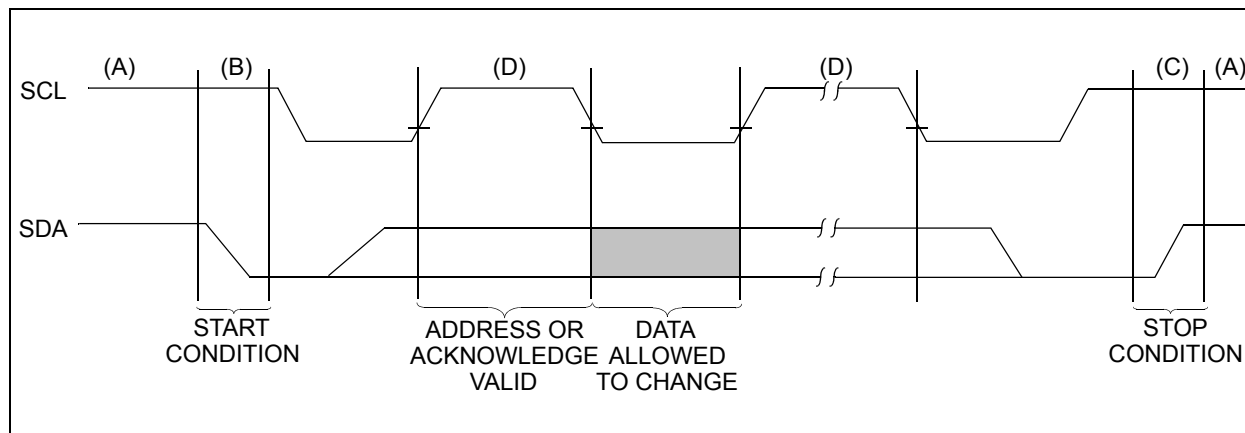 (A) (B) (D) (D) (C) (A)
SCL
SDA
START
CONDITION
ADDRESS OR
ACKNOWLEDGE
VALID
DATA
ALLOWED
TO CHANGE
STOP
CONDITION